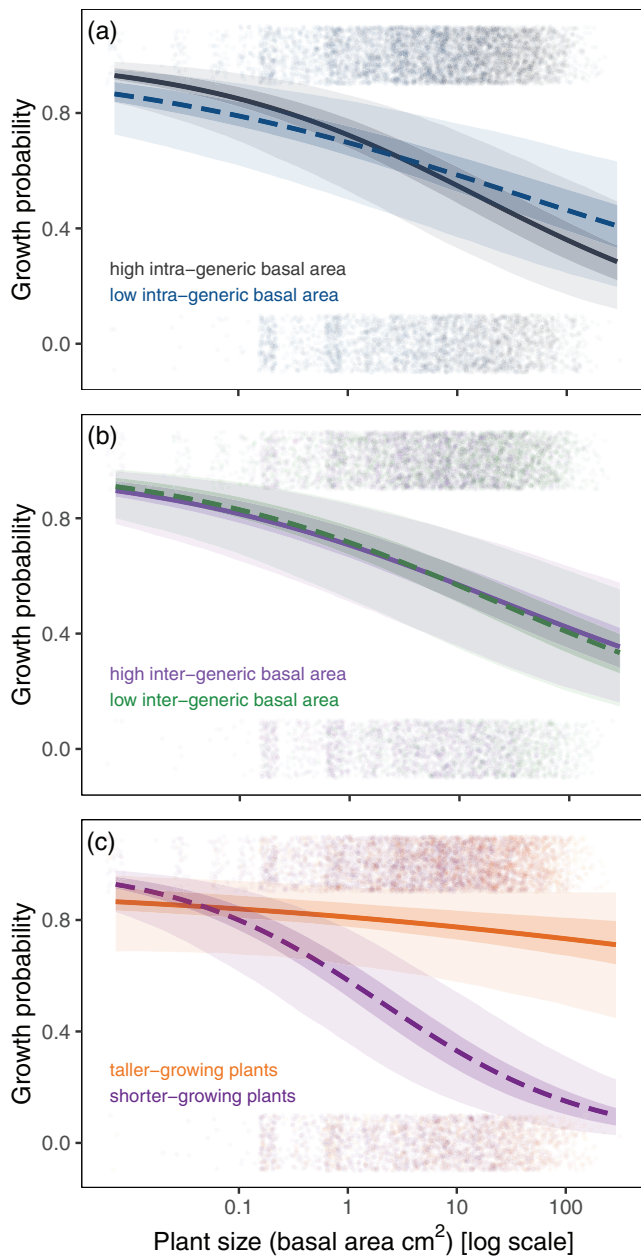 (a)
Growth probability
0.8
0.4
0.0
high intra−generic basal area
low intra−generic basal area
(b)
Growth probability
0.8
0.4
0.0
high inter−generic basal area
low inter−generic basal area
(c)
Growth probability
0.8
0.4
0.0
taller−growing plants
shorter−growing plants
0.1 1 10 100
Plant size (basal area cm²) [log scale]